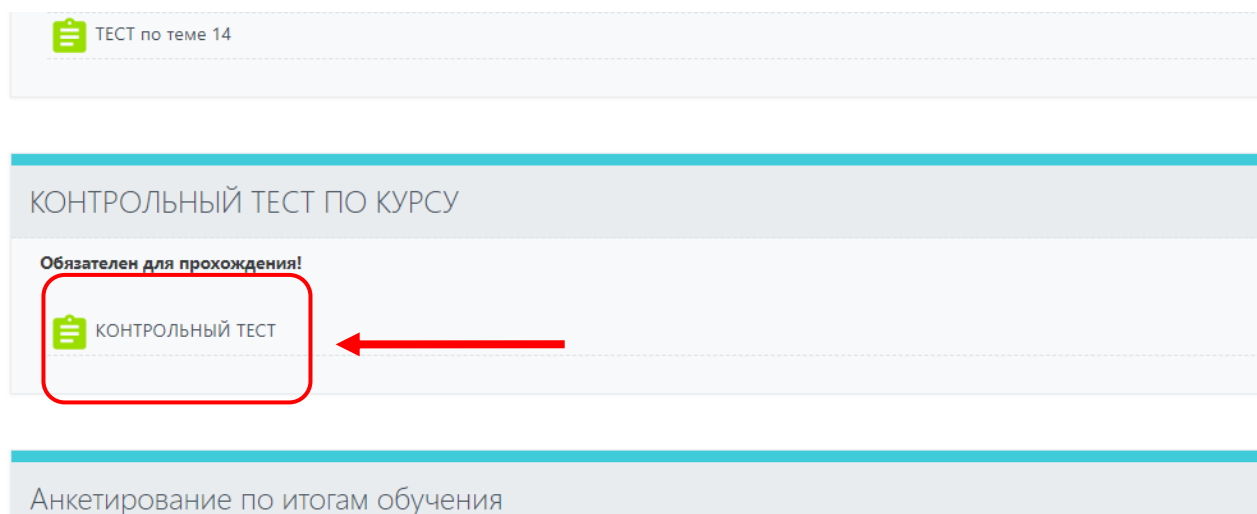 ТЕСТ по теме 14
КОНТРОЛЬНЫЙ ТЕСТ ПО КУРСУ
Обязателен для прохождения!
КОНТРОЛЬНЫЙ ТЕСТ
Анкетирование по итогам обучения